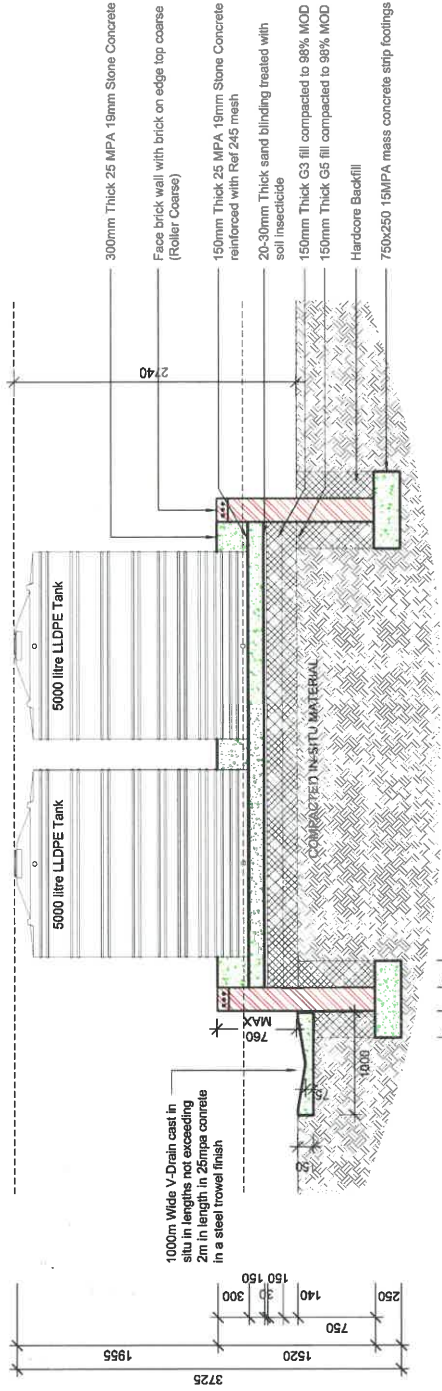 300mm Thick 25 MPA 19mm Stone Concrete
Face brick wall with brick on edge top coarse
(Roller Coarse)
150mm Thick 25 MPA 19mm Stone Concrete
reinforced with Ref 245 mesh
20-30mm Thick sand blinding treated with
soil insecticide
150mm Thick G3 fill compacted to 98% MOD
150mm Thick G5 fill compacted to 98% MOD
Hardcore Backfill
750x250 15MPA mass concrete strip footings
2740
5000 litre LLDPE Tank
5000 litre LLDPE Tank
COMPACTED IN-SITU MATERIAL
760
MAX
1000m Wide V-Drain cast in
situ in lengths not exceeding
2m in length in 25mpa conrete
in a steel trowel finish
75
1000
300
150
30
150
150
140
750
250
1955
1520
3725